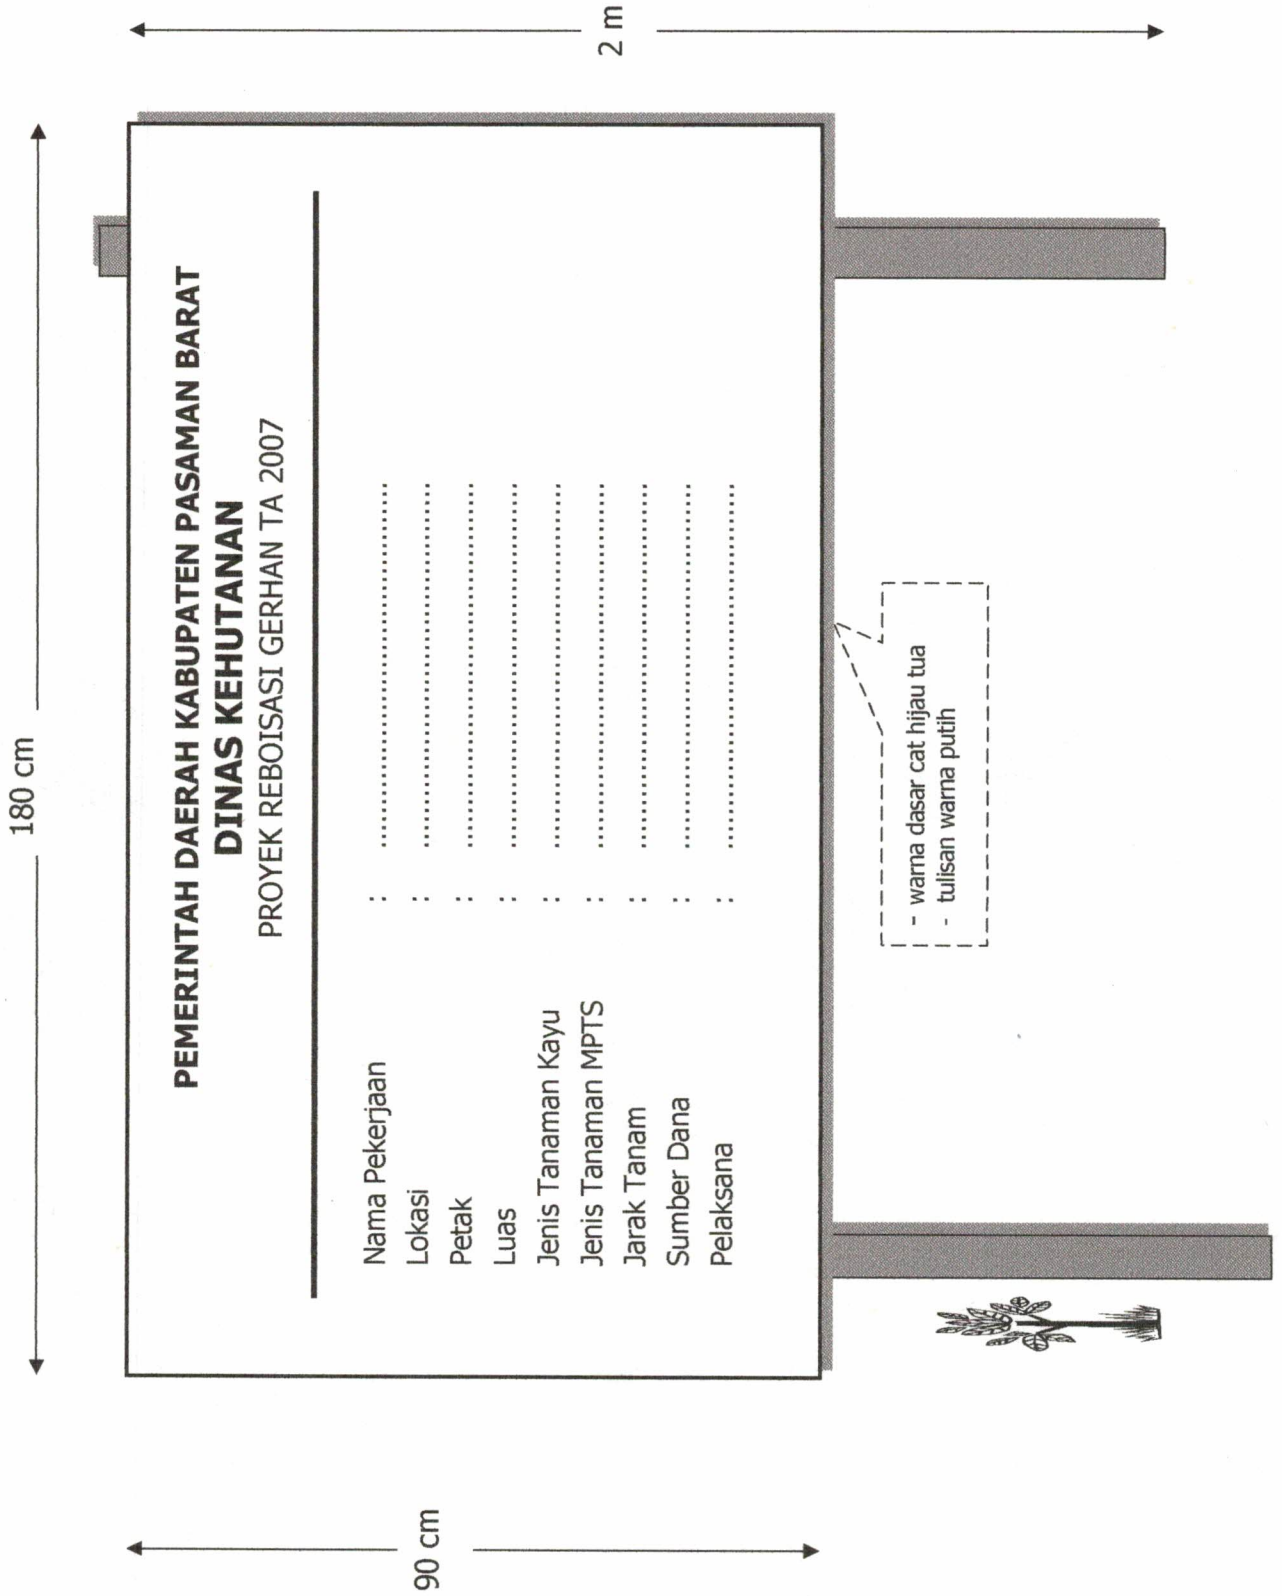 180 cm
2 m
90 cm
PEMERINTAH DAERAH KABUPATEN PASAMAN BARAT
DINAS KEHUTANAN
PROYEK REBOISASI GERHAN TA 2007
Nama Pekerjaan : ............................................
Lokasi : ............................................
Petak : ............................................
Luas : ............................................
Jenis Tanaman Kayu : ............................................
Jenis Tanaman MPTS : ............................................
Jarak Tanam : ............................................
Sumber Dana : ............................................
Pelaksana : ............................................
- warna dasar cat hijau tua
- tulisan warna putih